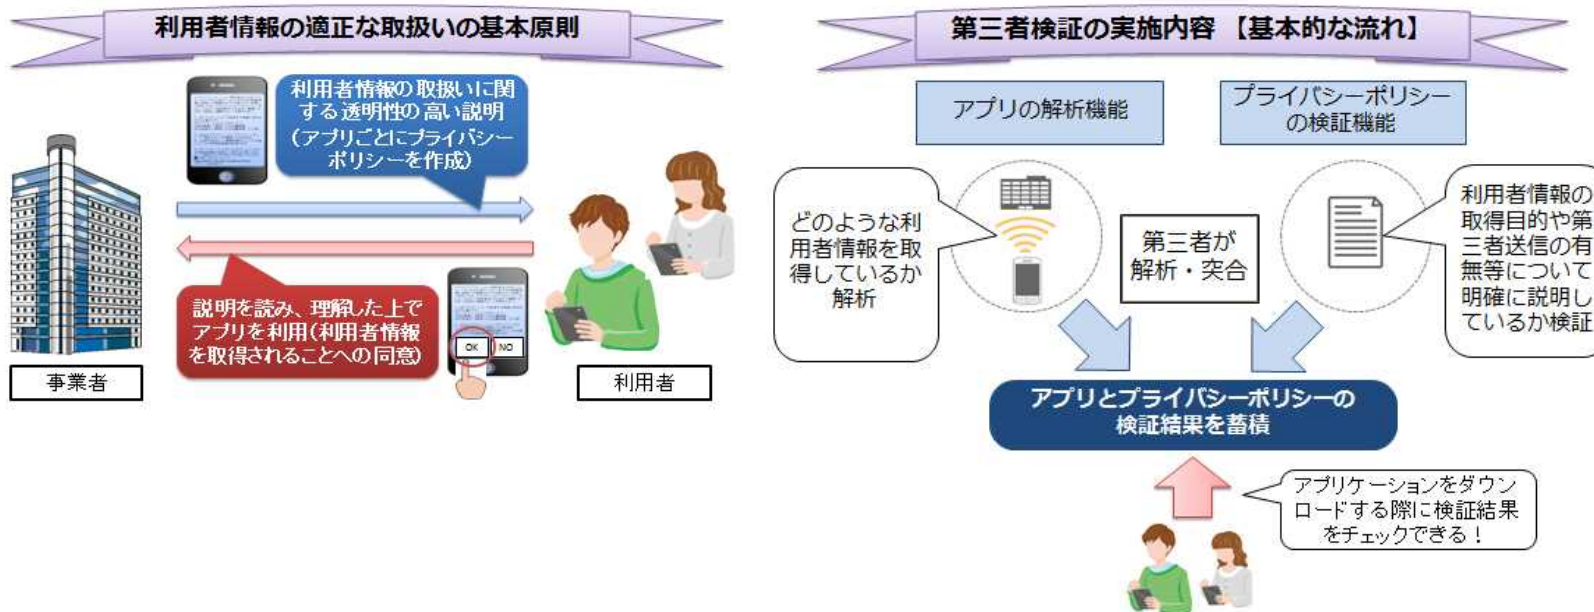 利用者情報の適正な取扱いの基本原則
利用者情報の取扱いに関
する透明性の高い説明
(アプリごとにプライバシー
ポリシーを作成)
説明を読み、理解した上で
アプリを利用(利用者情報
を取得されることへの同意)
OK
NO
事業者
利用者
第三者検証の実施内容 【基本的な流れ】
アプリの解析機能
プライバシーポリシー
の検証機能
どのような利
用者情報を取
得しているか
解析
第三者が
解析・突合
利用者情報の
取得目的や第
三者送信の有
無等について
明確に説明し
ているか検証
アプリとプライバシーポリシーの
検証結果を蓄積
アプリケーションをダウン
ロードする際に検証結果
をチェックできる！